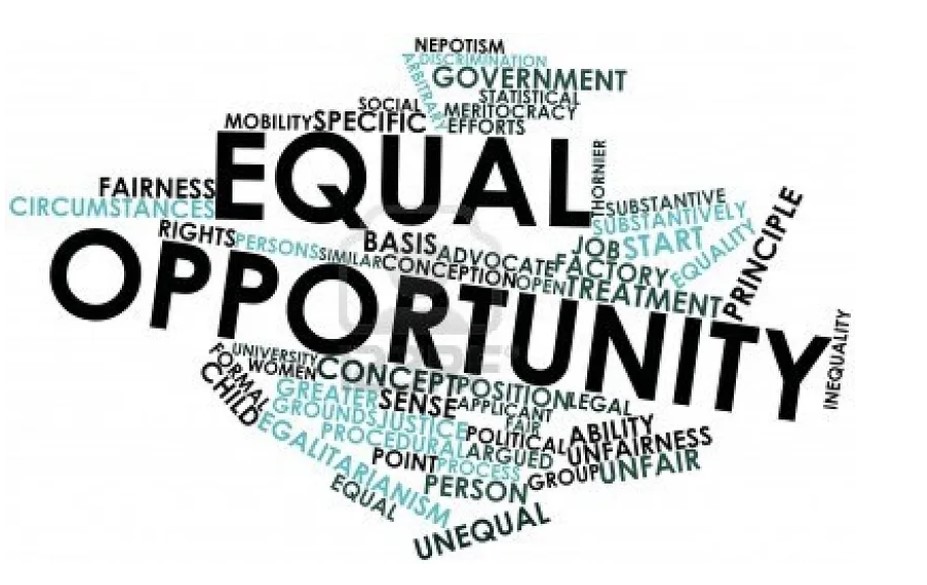 NEPOTISM
DISCRIMINATION
ARBITRARY
GOVERNMENT
STATISTICAL
SOCIAL
MERITOCRACY
MOBILITY
SPECIFIC
EFFORTS
EQUAL
THORNIER
FAIRNESS
SUBSTANTIVE
CIRCUMSTANCES
SUBSTANTIVELY
PRINCIPLE
RIGHTS
PERSONS
SIMILAR
BASIS
CONCEPTION
ADVOCATE
OPEN
JOB
FACTORY
START
EQUALITY
TREATMENT
OPPORTUNITY
INEQUALITY
UNIVERSITY
FORMAL
WOMEN
CHILD
CONCEPT
POSITION
LEGAL
GREATER
SENSE
APPLICANT
GROUNDS
JUSTICE
FAIR
ABILITY
PROCEDURAL
POLITICAL
UNFAIRNESS
EGALITARIANISM
ARGUED
POINT
PROCESS
GROUP
UNFAIR
EQUAL
PERSON
UNEQUAL